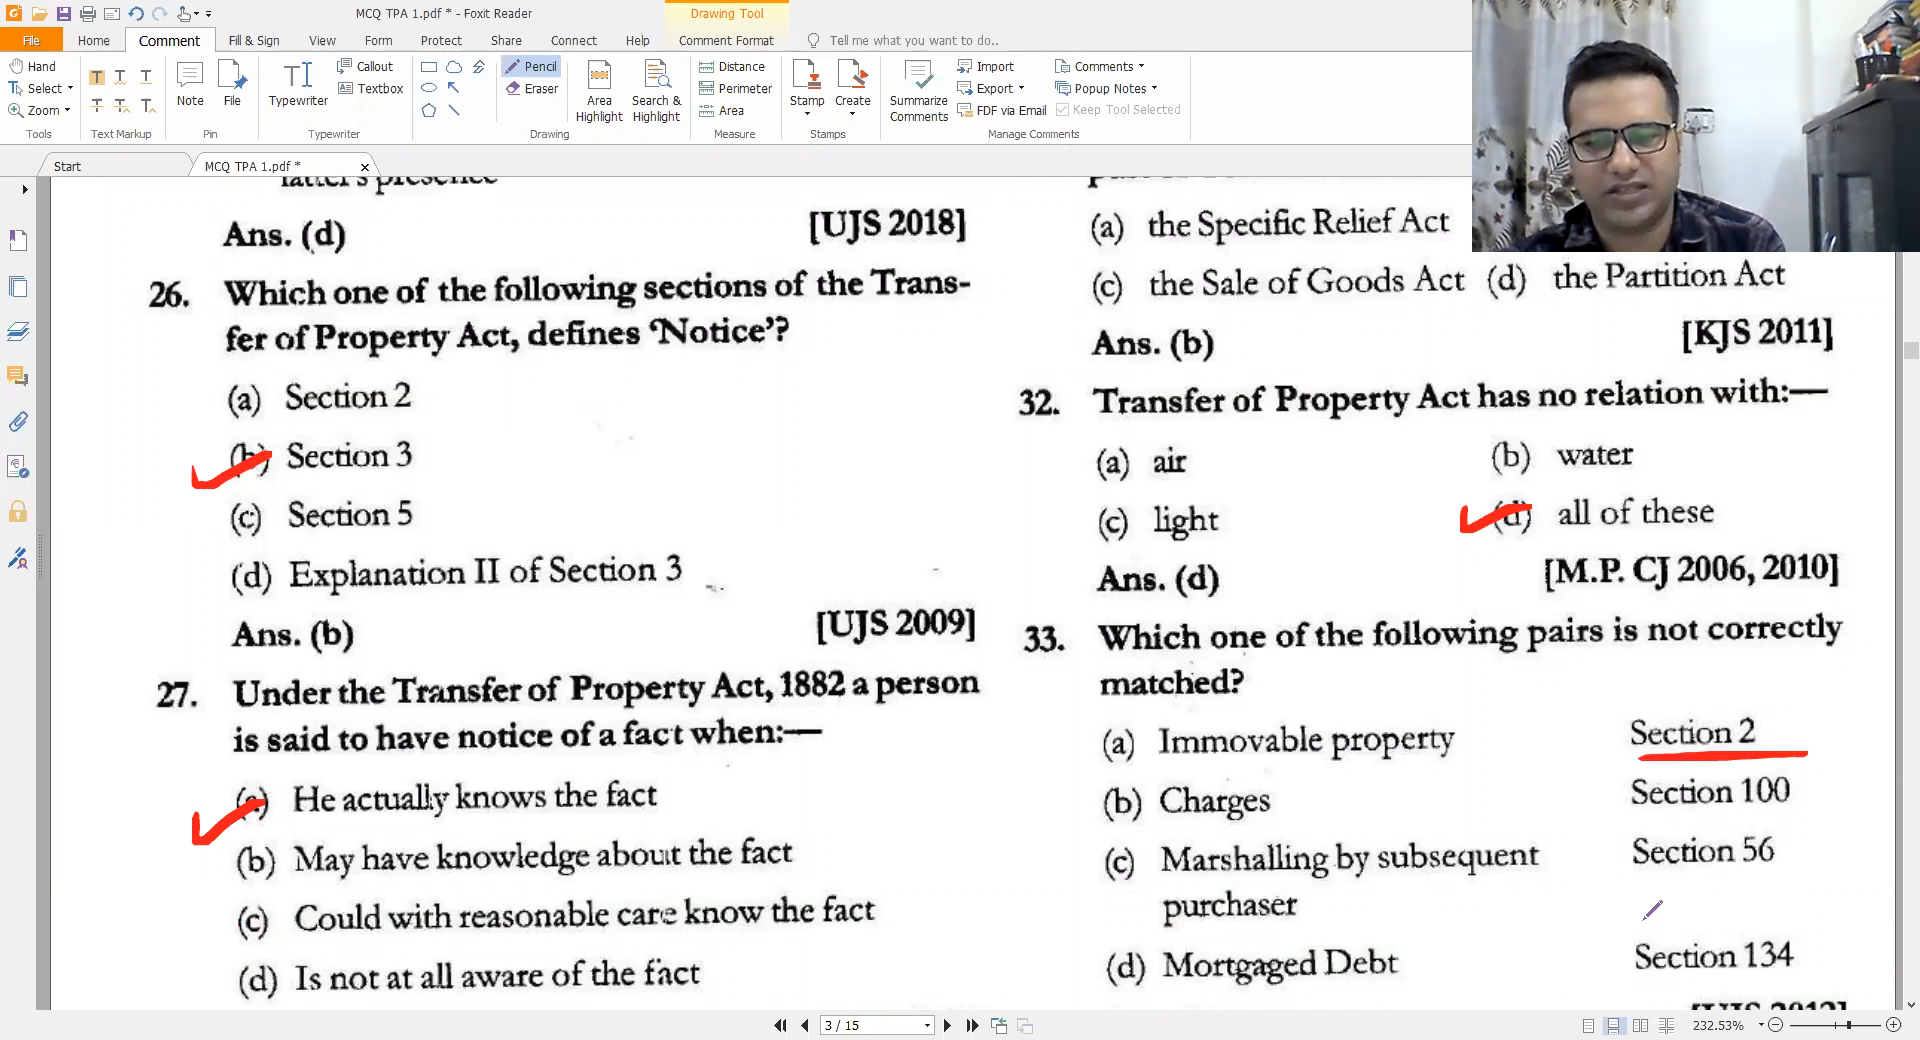 MCQ TPA 1.pdf * - Foxit Reader
Drawing Tool
File Home Comment Fill & Sign View Form Protect Share Connect Help Comment Format Tell me what you want to do..
Hand
Select
Zoom
Tools
Text Markup
Note
File
Pin
Typewriter
Callout
Textbox
Typewriter
Pencil
Eraser
Area Highlight
Search & Highlight
Drawing
Distance
Perimeter
Area
Measure
Stamp
Create
Stamps
Summarize Comments
Import
Export
FDF via Email
Comments
Popup Notes
Keep Tool Selected
Manage Comments
Start
MCQ TPA 1.pdf *
latter's presence
Ans. (d) [UJS 2018]
26. Which one of the following sections of the Trans-
fer of Property Act, defines 'Notice'?
(a) Section 2
(b) Section 3
(c) Section 5
(d) Explanation II of Section 3
Ans. (b) [UJS 2009]
27. Under the Transfer of Property Act, 1882 a person
is said to have notice of a fact when:—
(a) He actually knows the fact
(b) May have knowledge about the fact
(c) Could with reasonable care know the fact
(d) Is not at all aware of the fact
(a) the Specific Relief Act
(c) the Sale of Goods Act (d) the Partition Act
Ans. (b) [KJS 2011]
32. Transfer of Property Act has no relation with:—
(a) air (b) water
(c) light (d) all of these
Ans. (d) [M.P. CJ 2006, 2010]
33. Which one of the following pairs is not correctly
matched?
(a) Immovable property Section 2
(b) Charges Section 100
(c) Marshalling by subsequent Section 56
purchaser
(d) Mortgaged Debt Section 134
3 / 15
232.53%